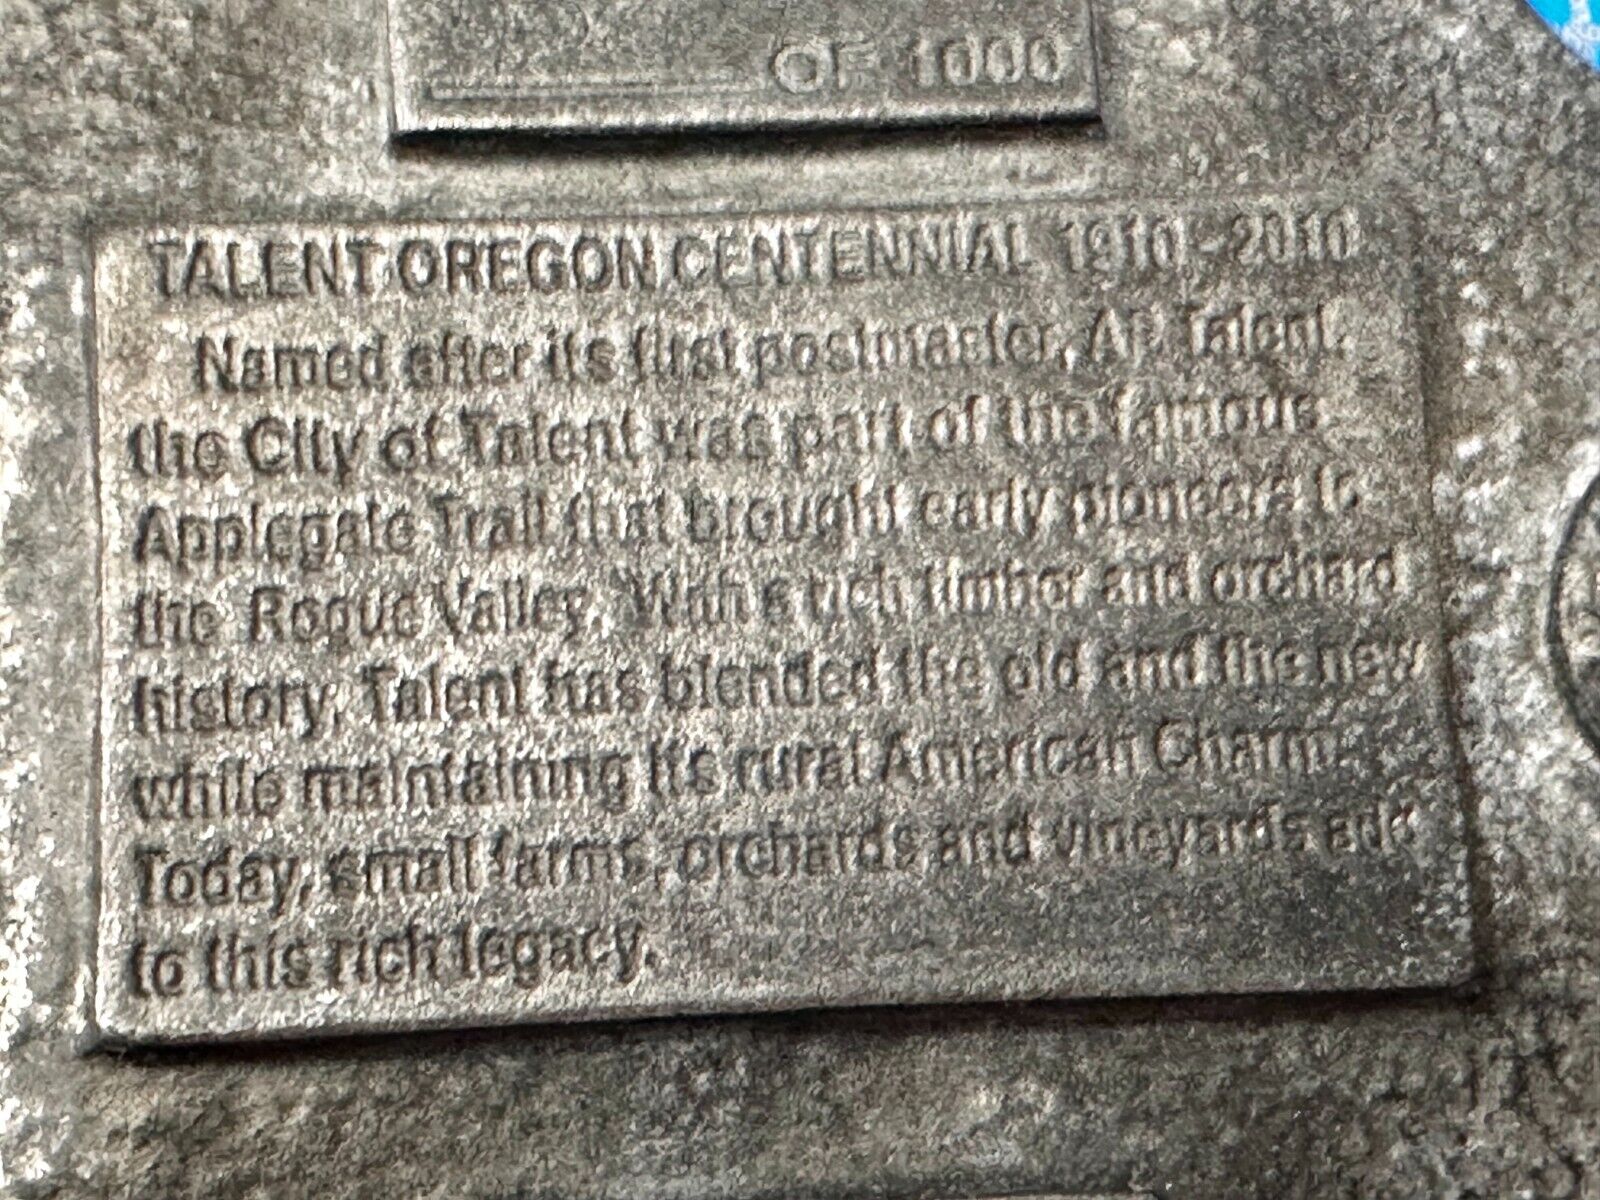 OF 1000
TALENT OREGON CENTENNIAL 1910 - 2010
Named after its first postmaster, AP Talent,
the City of Talent was part of the famous
Applegate Trail that brought early pioneers to
the Rogue Valley. With a rich timber and orchard
history, Talent has blended the old and the new
while maintaining it's rural American Charm.
Today, small farms, orchards and vineyards add
to this rich legacy.